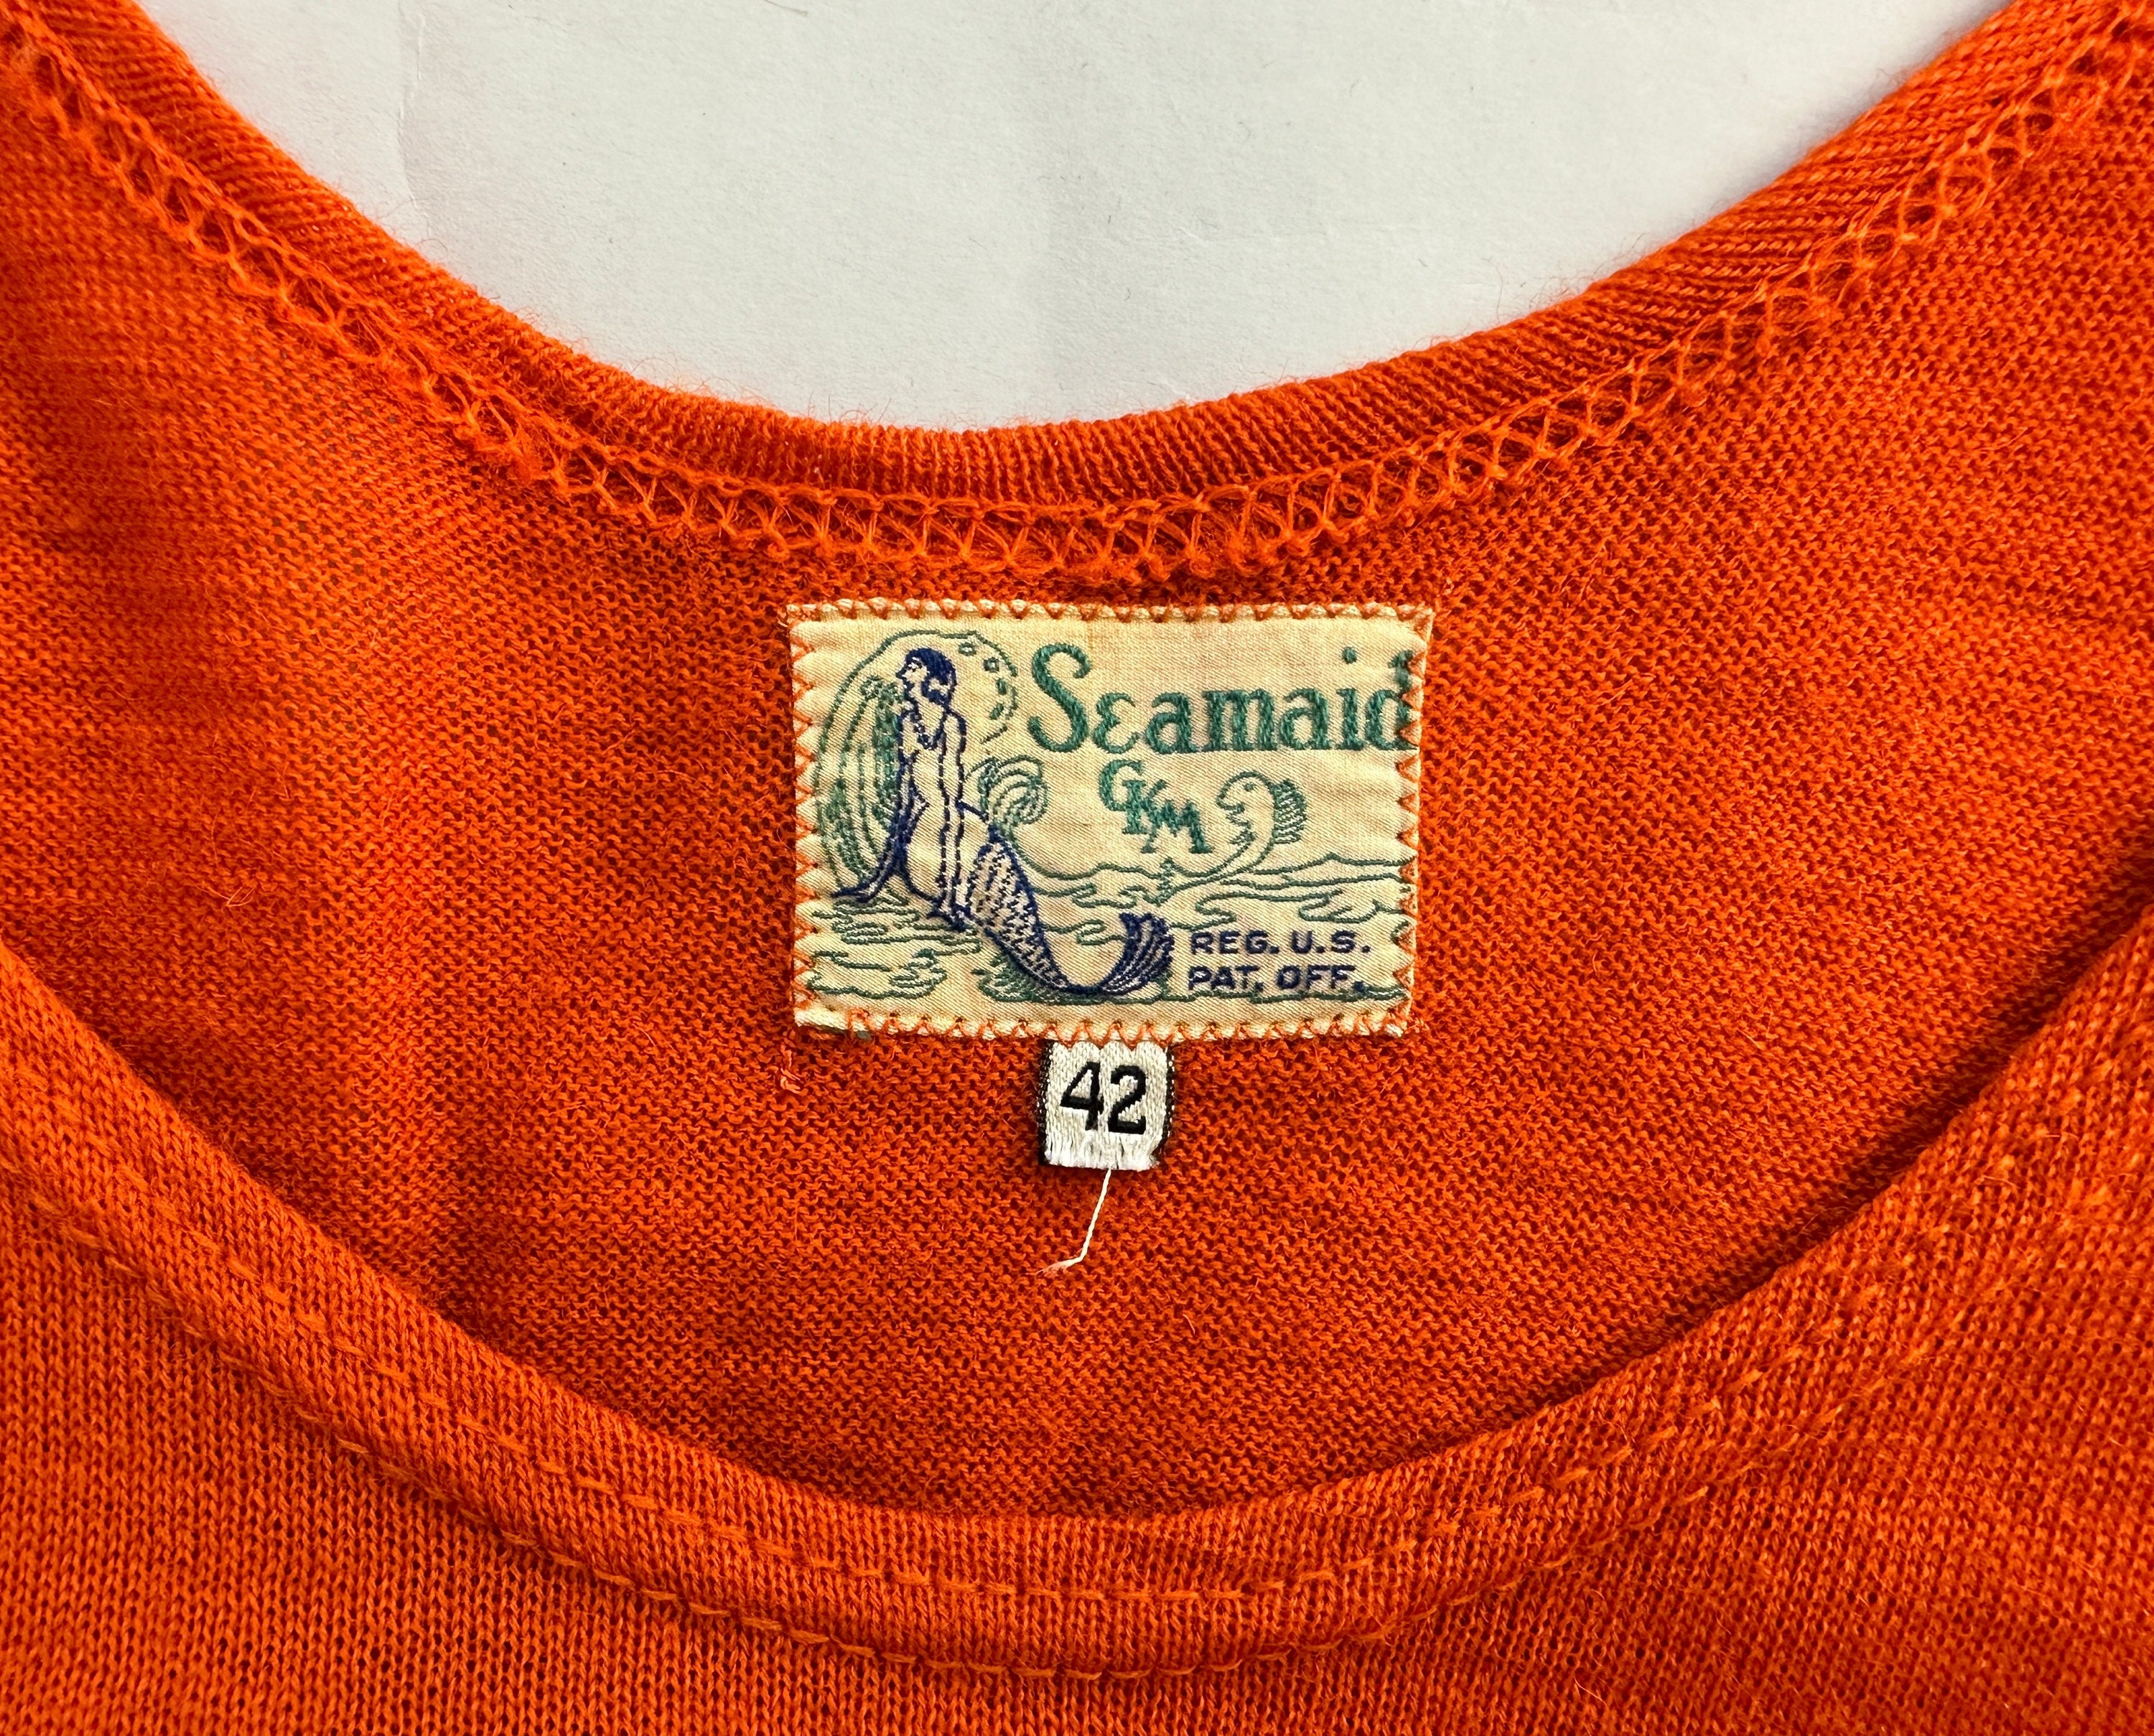 Seamaid
GKM
REG. U.S.
PAT. OFF.
42